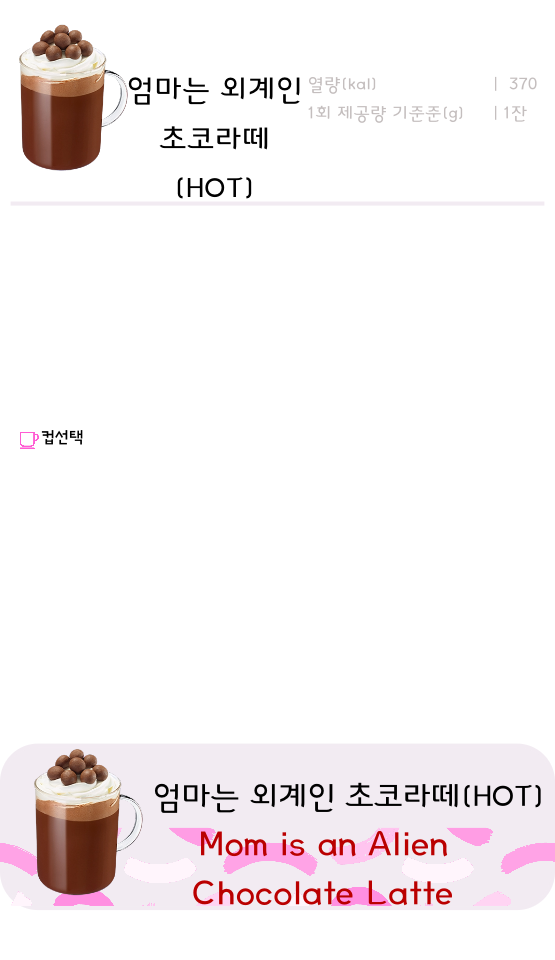 엄마는 외계인
초코라떼
(HOT)
열량(kal) | 370
1회 제공량 기준준(g) | 1잔
컵선택
엄마는 외계인 초코라떼(HOT)
Mom is an Alien
Chocolate Latte